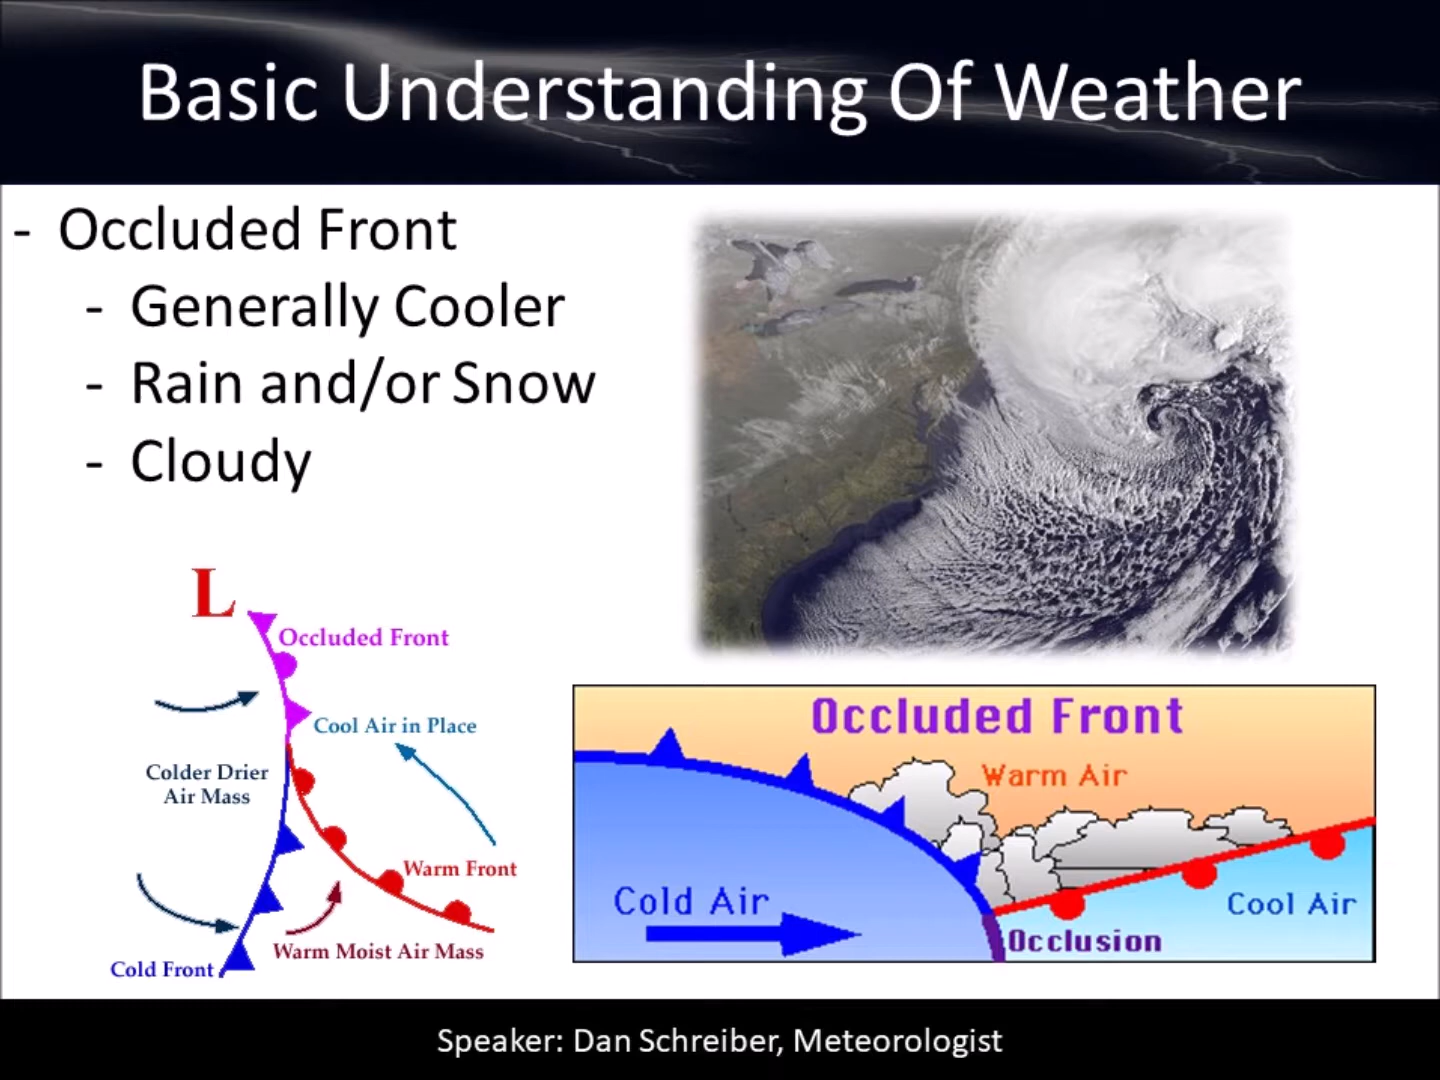 Basic Understanding Of Weather
- Occluded Front
- Generally Cooler
- Rain and/or Snow
- Cloudy
L
Occluded Front
Cool Air in Place
Colder Drier
Air Mass
Warm Front
Warm Moist Air Mass
Cold Front
Occluded Front
Warm Air
Cold Air
Cool Air
Occlusion
Speaker: Dan Schreiber, Meteorologist